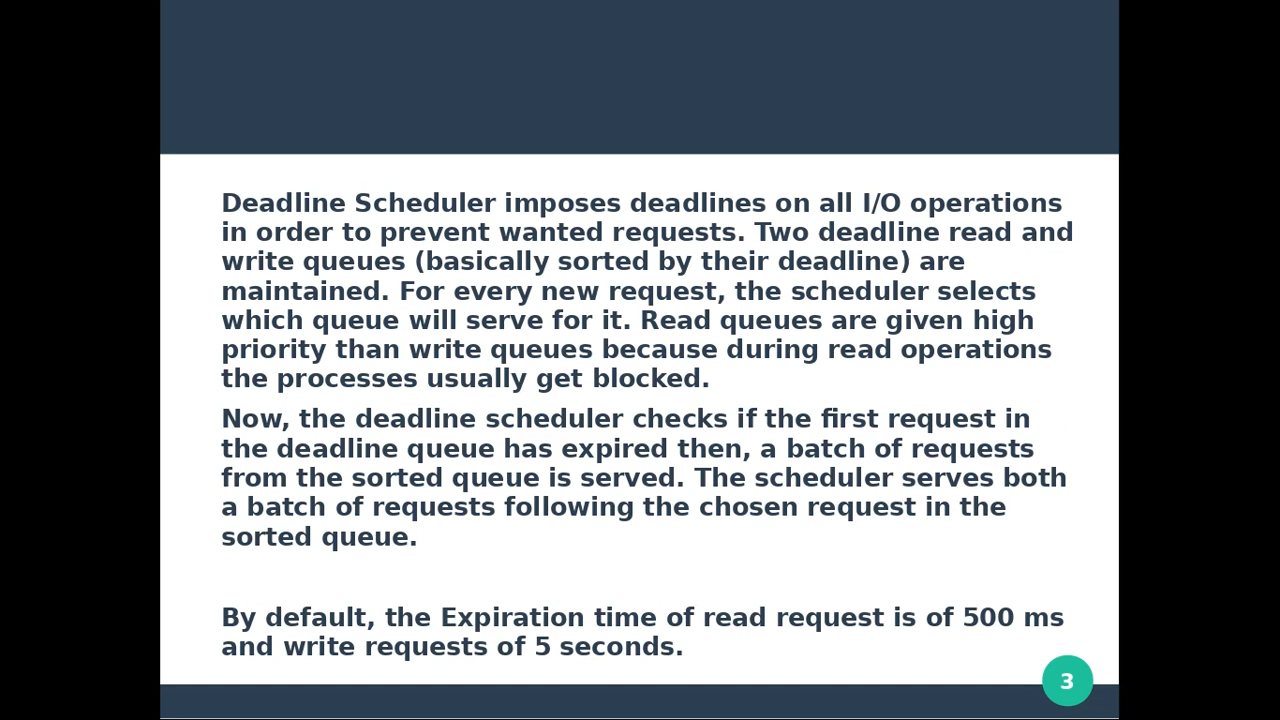 Deadline Scheduler imposes deadlines on all I/O operations
in order to prevent wanted requests. Two deadline read and
write queues (basically sorted by their deadline) are
maintained. For every new request, the scheduler selects
which queue will serve for it. Read queues are given high
priority than write queues because during read operations
the processes usually get blocked.
Now, the deadline scheduler checks if the first request in
the deadline queue has expired then, a batch of requests
from the sorted queue is served. The scheduler serves both
a batch of requests following the chosen request in the
sorted queue.
By default, the Expiration time of read request is of 500 ms
and write requests of 5 seconds.
3